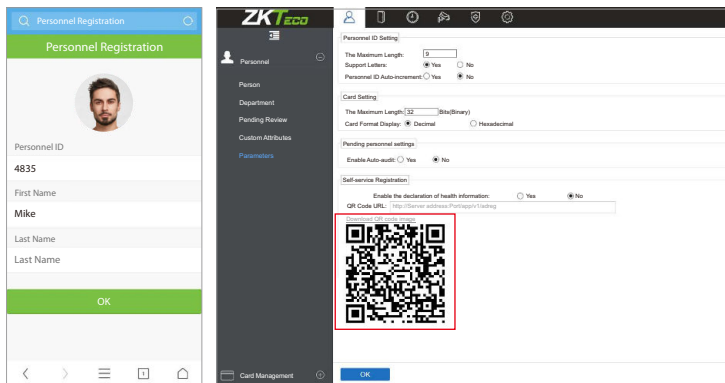 Personnel Registration
Personnel Registration
Personnel ID
4835
First Name
Mike
Last Name
Last Name
OK
1
ZKTeco
Personnel
Person
Department
Pending Review
Custom Attributes
Parameters
Card Management
Personnel ID Setting
The Maximum Length: 9
Support Letters: Yes No
Personnel ID Auto-increment: Yes No
Card Setting
The Maximum Length: 32 Bits(Binary)
Card Format Display: Decimal Hexadecimal
Pending personnel settings
Enable Auto-audit: Yes No
Self-service Registration
Enable the declaration of health information: Yes No
QR Code URL: http://Server address:Port/app/v1/adreg
Download QR code image
OK